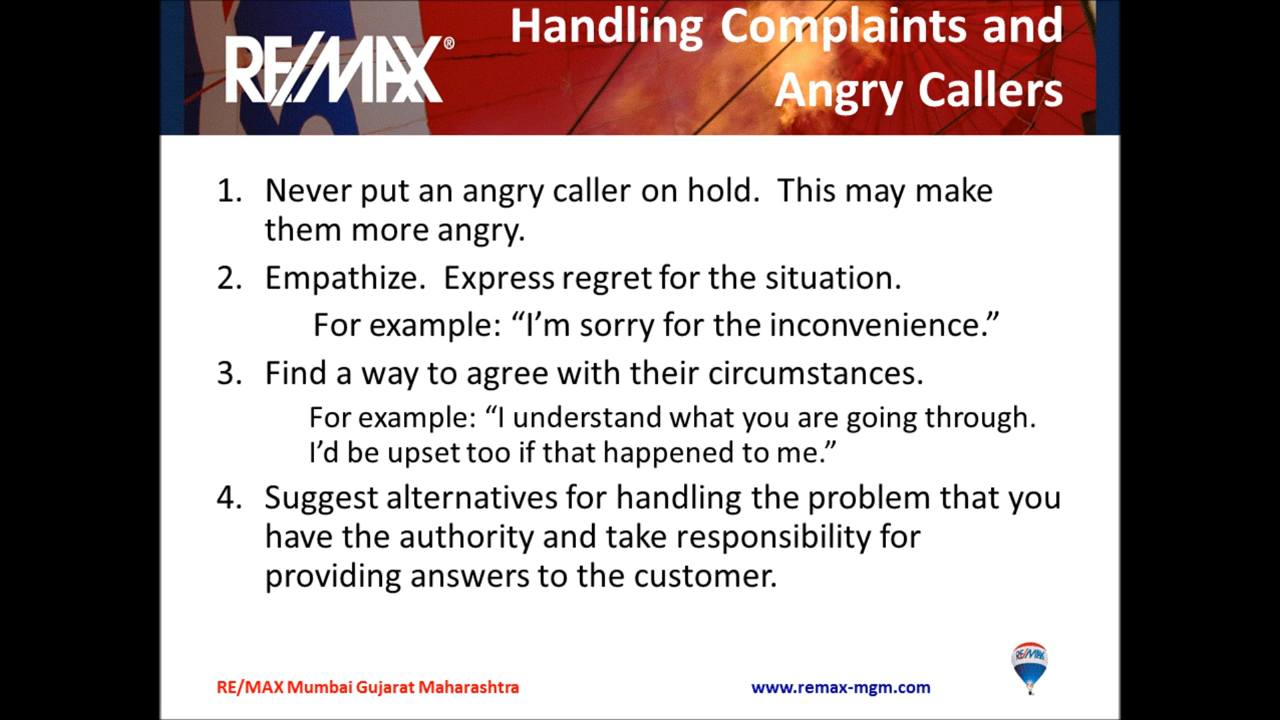 Handling Complaints and
RE/MAX®
Angry Callers
1. Never put an angry caller on hold.  This may make
them more angry.
2. Empathize.  Express regret for the situation.
For example: “I’m sorry for the inconvenience.”
3. Find a way to agree with their circumstances.
For example: “I understand what you are going through.
I’d be upset too if that happened to me.”
4. Suggest alternatives for handling the problem that you
have the authority and take responsibility for
providing answers to the customer.
RE/MAX
RE/MAX Mumbai Gujarat Maharashtra
www.remax-mgm.com